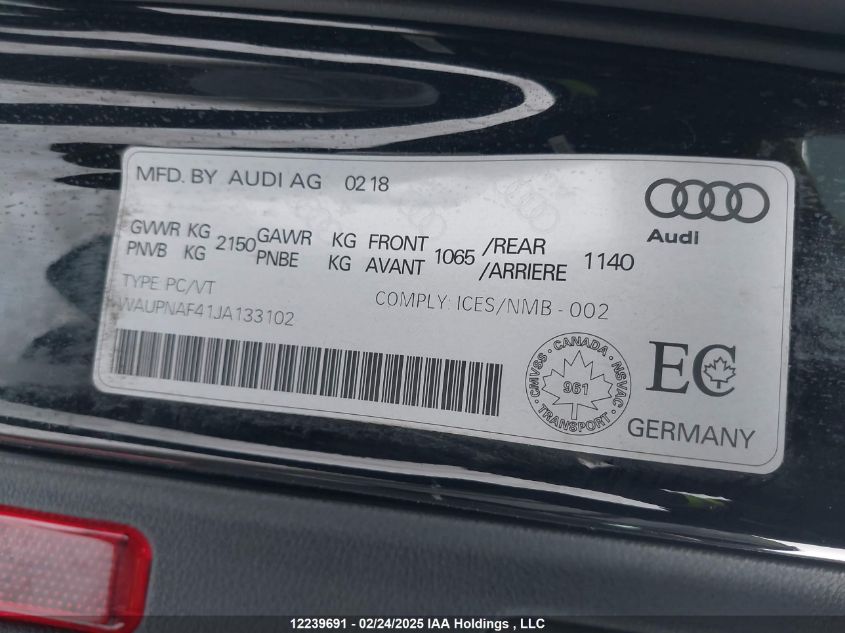 MFD. BY AUDI AG 0218
Audi
GVWR KG 2150 GAWR KG FRONT 1065 /REAR 1140
PNVB KG PNBE KG AVANT /ARRIERE
TYPE PC/VT
COMPLY: ICES/NMB - 002
WAUPNAF41JA133102
CANADA
CMVSS NSVAC
961
TRANSPORT
EC
GERMANY
12239691 - 02/24/2025 IAA Holdings , LLC